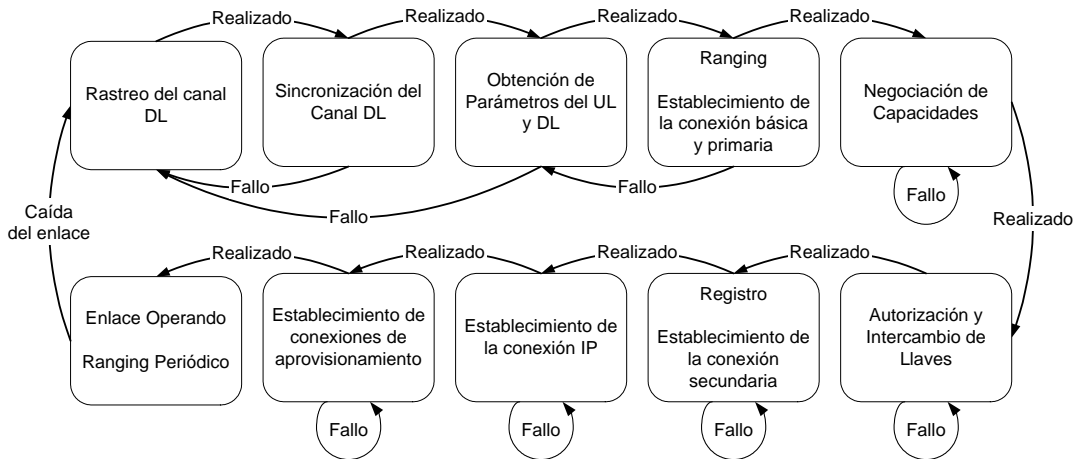 Realizado
Realizado
Realizado
Realizado
Rastreo del canal
DL
Sincronización del
Canal DL
Obtención de
Parámetros del UL
y DL
Ranging
Establecimiento de
la conexión básica
y primaria
Negociación de
Capacidades
Fallo
Fallo
Fallo
Fallo
Caída
del enlace
Realizado
Realizado
Realizado
Realizado
Realizado
Enlace Operando
Ranging Periódico
Establecimiento de
conexiones de
aprovisionamiento
Establecimiento de
la conexión IP
Registro
Establecimiento de
la conexión
secundaria
Autorización y
Intercambio de
Llaves
Fallo
Fallo
Fallo
Fallo